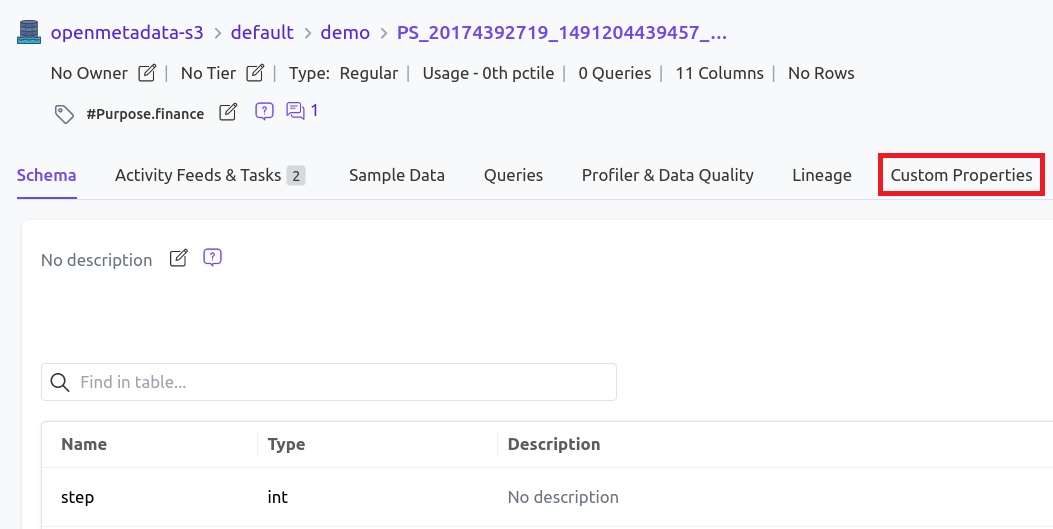 openmetadata-s3 > default > demo > PS_20174392719_1491204439457_...
No Owner | No Tier | Type: Regular | Usage - 0th pctile | 0 Queries | 11 Columns | No Rows
#Purpose.finance 1
Schema Activity Feeds & Tasks 2 Sample Data Queries Profiler & Data Quality Lineage Custom Properties
No description
Find in table...
Name Type Description
step int No description